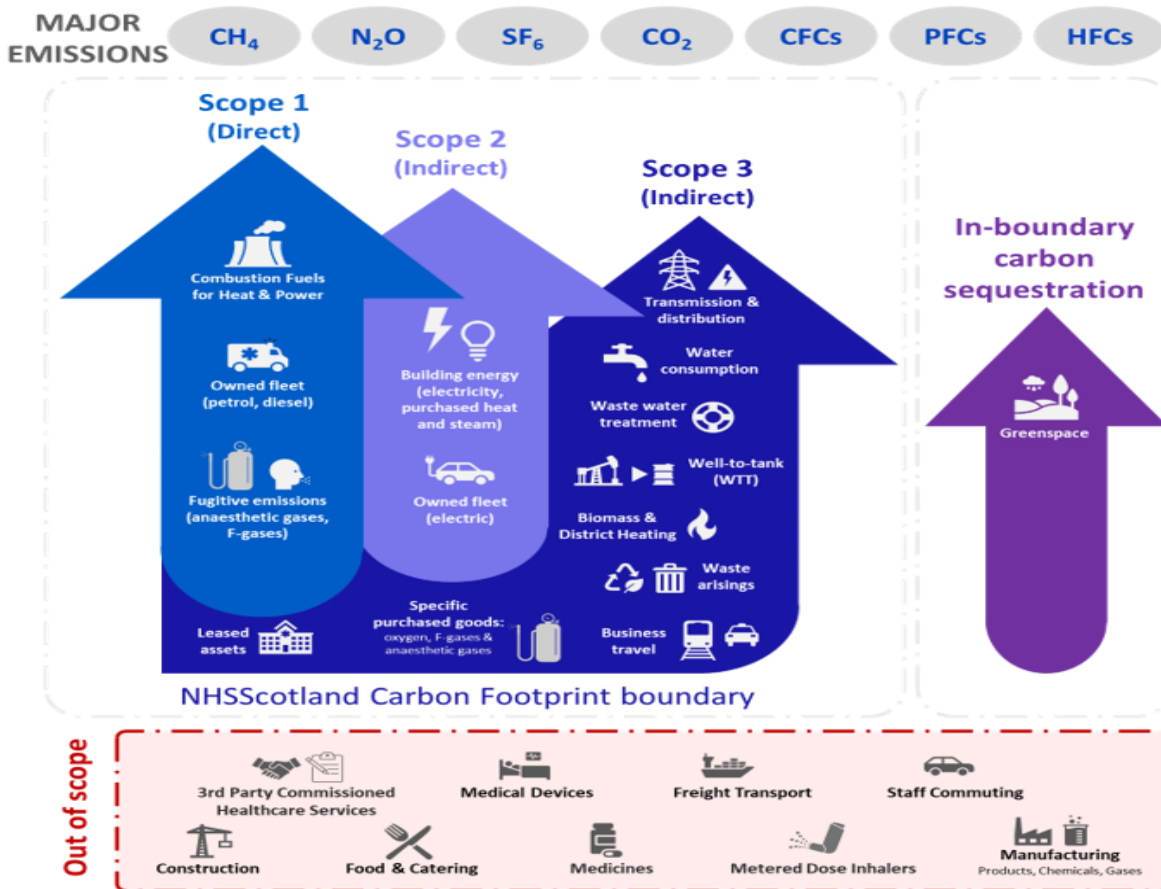 MAJOR
EMISSIONS
CH₄
N₂O
SF₆
CO₂
CFCs
PFCs
HFCs
Scope 1
(Direct)
Combustion Fuels
for Heat & Power
Owned fleet
(petrol, diesel)
Fugitive emissions
(anaesthetic gases,
F-gases)
Scope 2
(Indirect)
Building energy
(electricity,
purchased heat
and steam)
Owned fleet
(electric)
Scope 3
(Indirect)
Transmission &
distribution
Water
consumption
Waste water
treatment
Well-to-tank
(WTT)
Biomass &
District Heating
Waste
arisings
Leased
assets
Specific
purchased goods:
oxygen, F-gases &
anaesthetic gases
Business
travel
NHSScotland Carbon Footprint boundary
In-boundary
carbon
sequestration
Greenspace
Out of scope
3rd Party Commissioned
Healthcare Services
Medical Devices
Freight Transport
Staff Commuting
Construction
Food & Catering
Medicines
Metered Dose Inhalers
Manufacturing
Products, Chemicals, Gases